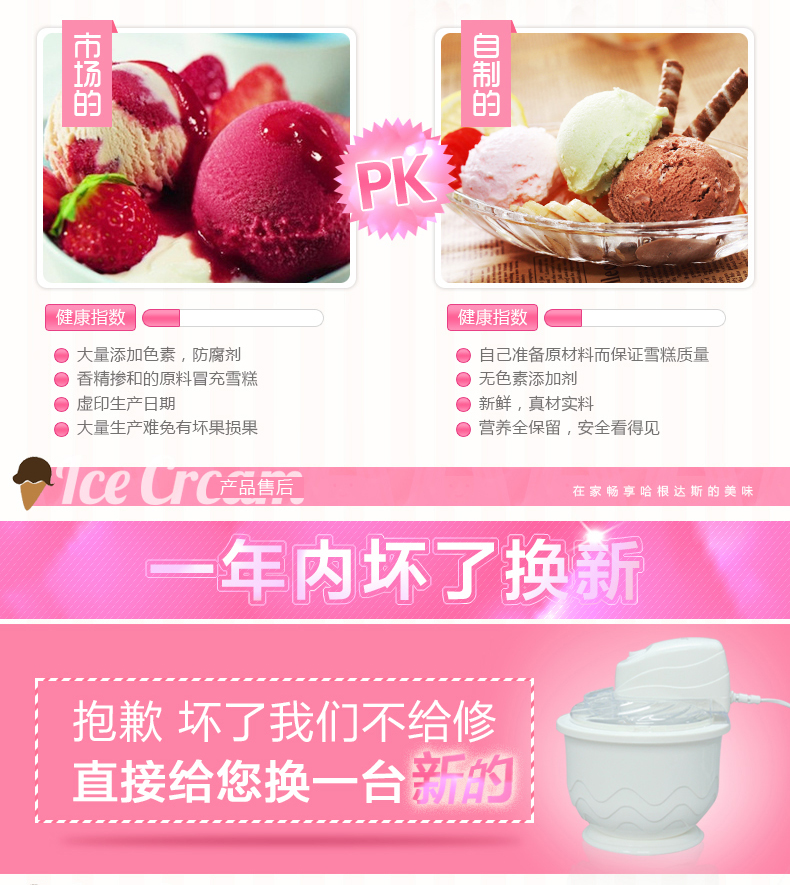 市场的
自制的
PK
健康指数
大量添加色素，防腐剂
香精掺和的原料冒充雪糕
虚印生产日期
大量生产难免有坏果损果
健康指数
自己准备原材料而保证雪糕质量
无色素添加剂
新鲜，真材实料
营养全保留，安全看得见
Ice Cream
产品售后
在家畅享哈根达斯的美味
一年内坏了换新
抱歉 坏了我们不给修
直接给您换一台新的